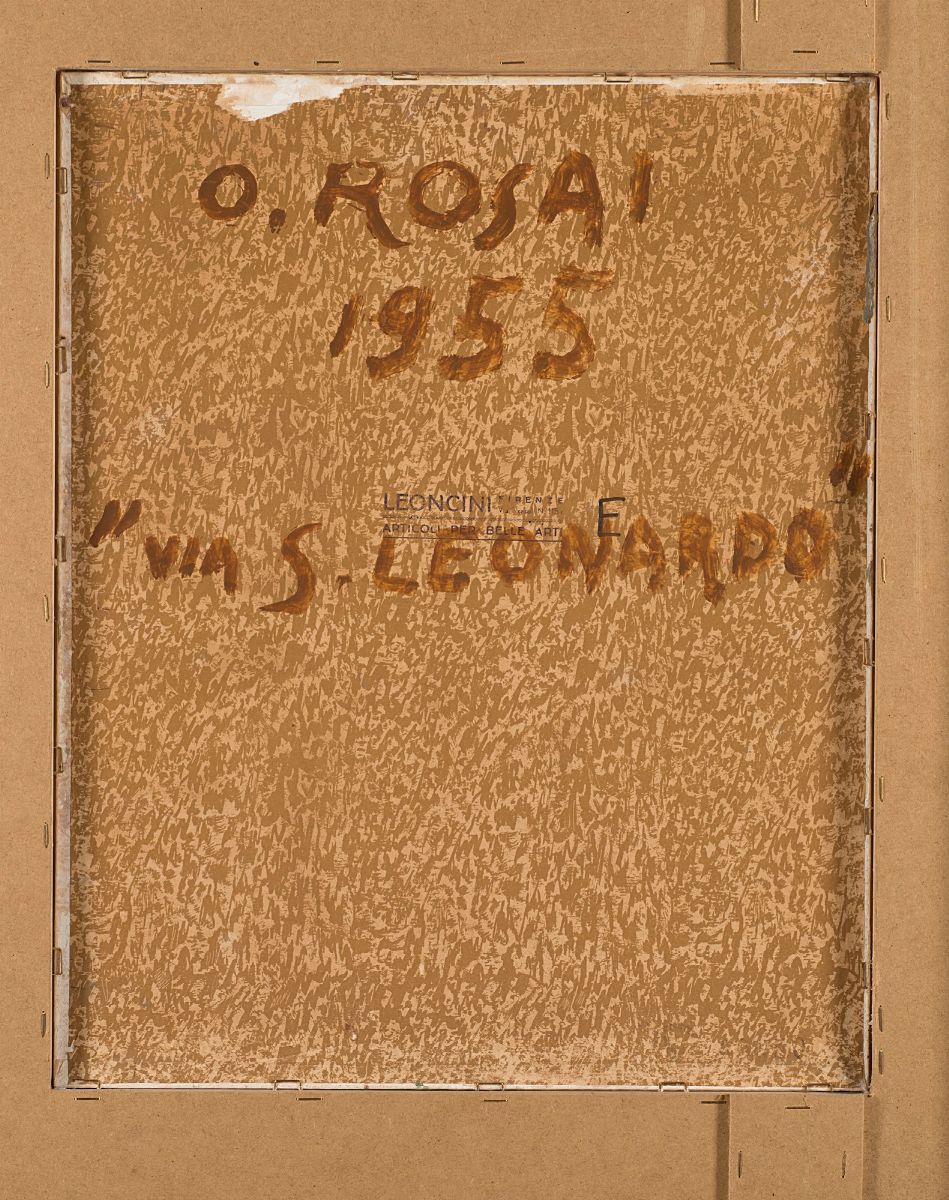 O. ROSAI
1955
LEONCINI FIRENZE
ARTICOLI PER BELLE ARTI
E
"VIA S. LEONARDO"